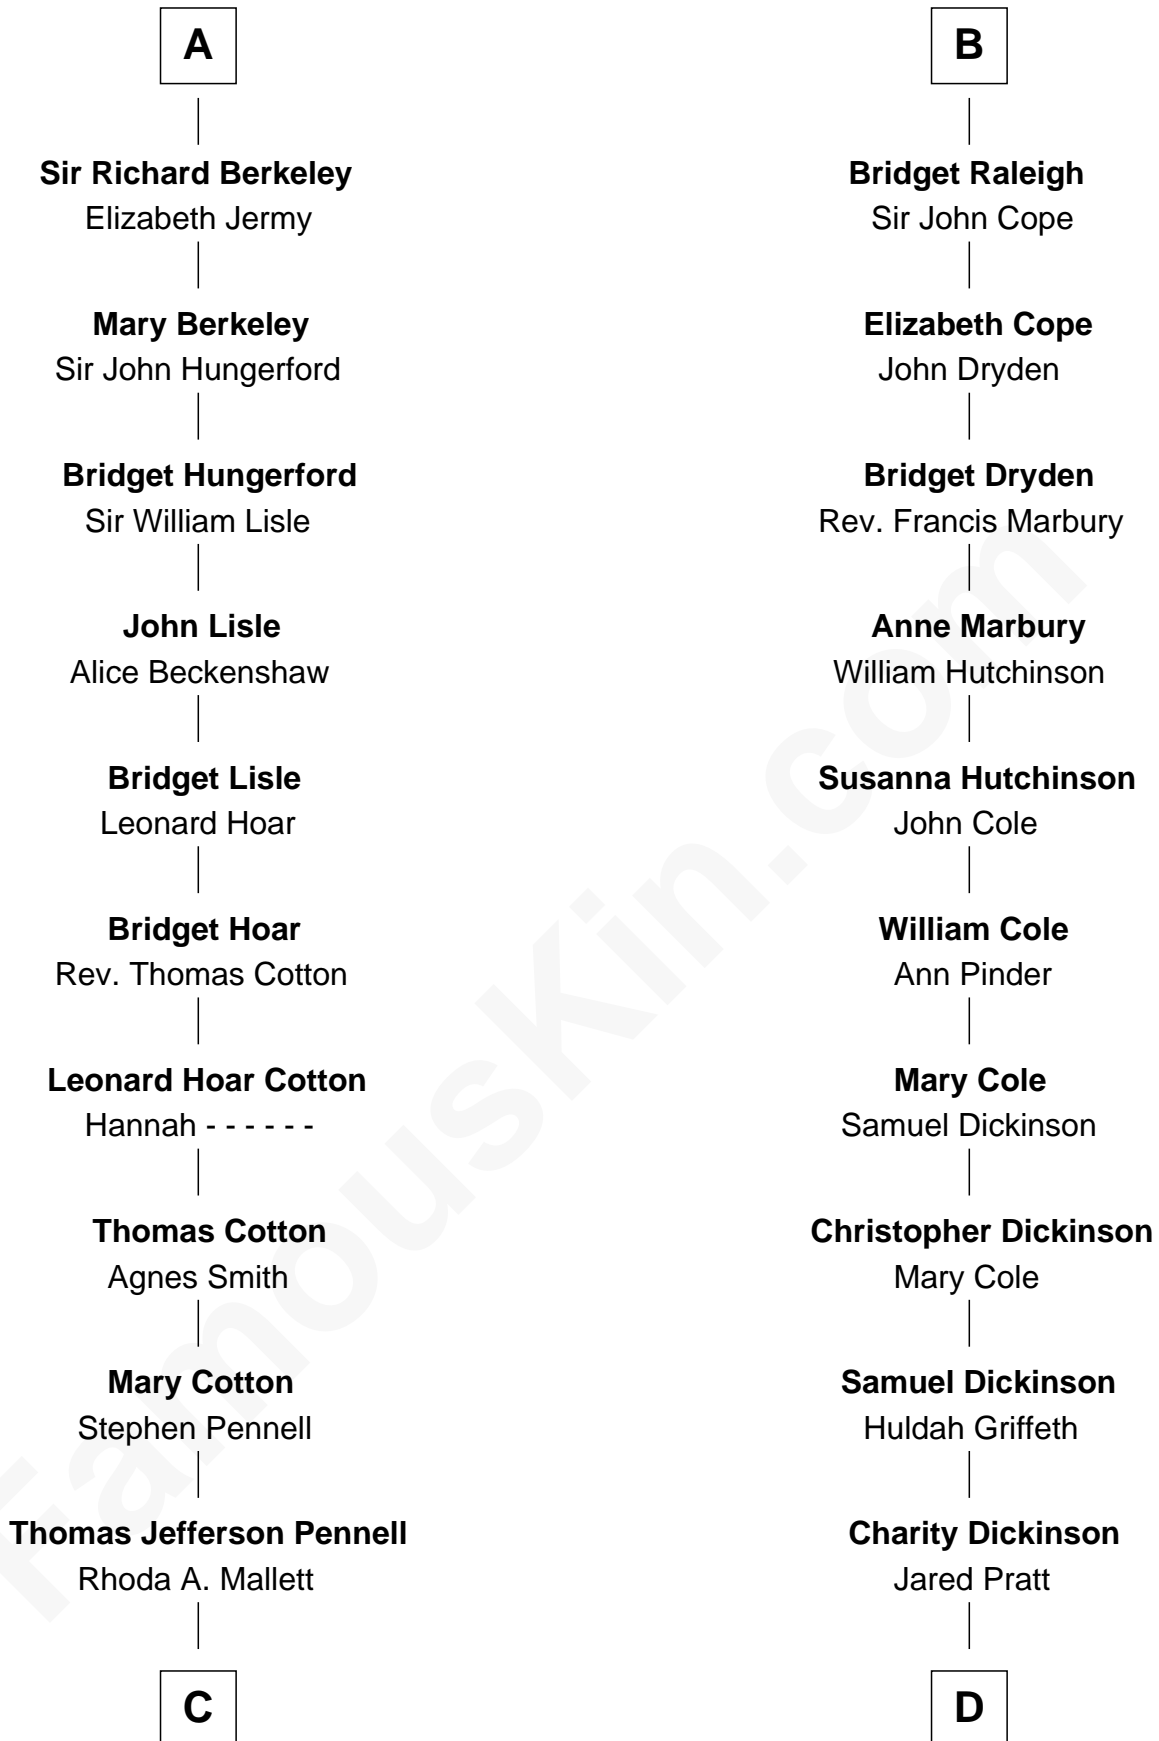 A
Sir Richard Berkeley
Elizabeth Jermy
Mary Berkeley
Sir John Hungerford
Bridget Hungerford
Sir William Lisle
John Lisle
Alice Beckenshaw
Bridget Lisle
Leonard Hoar
Bridget Hoar
Rev. Thomas Cotton
Leonard Hoar Cotton
Hannah - - - - - -
Thomas Cotton
Agnes Smith
Mary Cotton
Stephen Pennell
Thomas Jefferson Pennell
Rhoda A. Mallett
C
B
Bridget Raleigh
Sir John Cope
Elizabeth Cope
John Dryden
Bridget Dryden
Rev. Francis Marbury
Anne Marbury
William Hutchinson
Susanna Hutchinson
John Cole
William Cole
Ann Pinder
Mary Cole
Samuel Dickinson
Christopher Dickinson
Mary Cole
Samuel Dickinson
Huldah Griffeth
Charity Dickinson
Jared Pratt
D
FamousKin.com